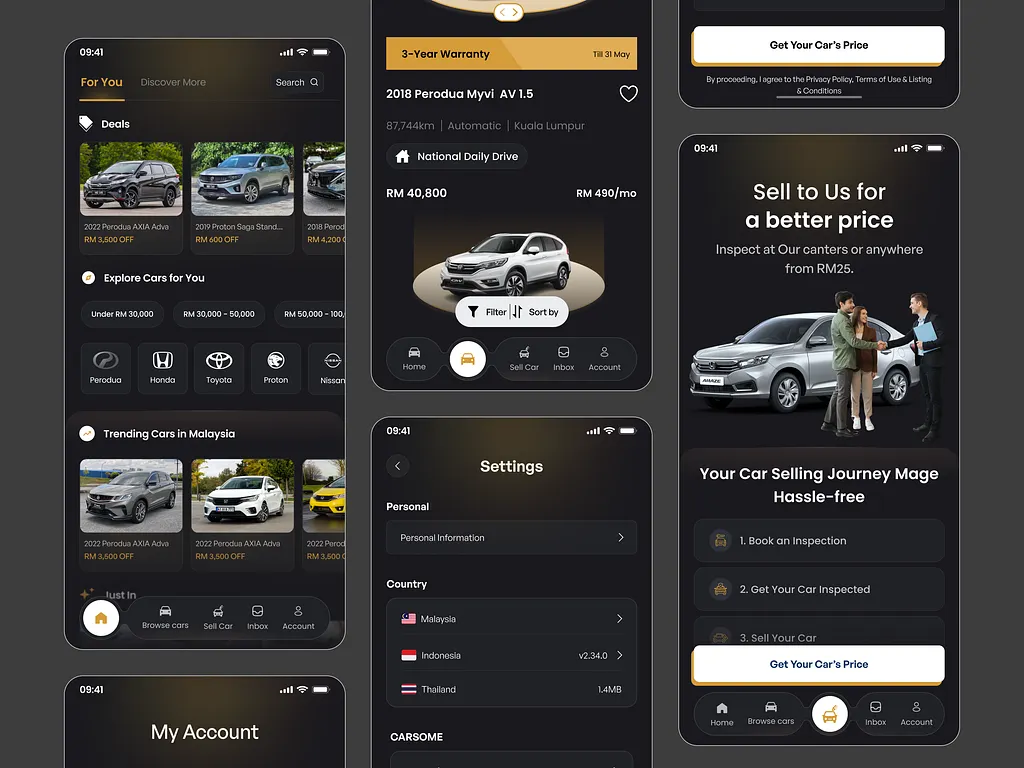 09:41
For You
Discover More
Search
Deals
2022 Perodua AXIA Adva
RM 3,500 OFF
2019 Proton Saga Stand...
RM 600 OFF
2018 Perod
RM 4,200
Explore Cars for You
Under RM 30,000
RM 30,000 - 50,000
RM 50,000 - 100,
Perodua
Honda
Toyota
Proton
Nissan
Trending Cars in Malaysia
2022 Perodua AXIA Adva
RM 3,500 OFF
2022 Perodua AXIA Adva
RM 3,500 OFF
2022 Perod
RM 3,500
Just In
Browse cars
Sell Car
Inbox
Account
09:41
My Account
3-Year Warranty
Till 31 May
2018 Perodua Myvi AV 1.5
87,744km | Automatic | Kuala Lumpur
National Daily Drive
RM 40,800
RM 490/mo
Filter
Sort by
Home
Sell Car
Inbox
Account
09:41
Settings
Personal
Personal Information
Country
Malaysia
Indonesia
v2.34.0
Thailand
1.4MB
CARSOME
Get Your Car's Price
By proceeding, I agree to the Privacy Policy, Terms of Use & Listing
& Conditions
09:41
Sell to Us for
a better price
Inspect at Our canters or anywhere
from RM25.
AMAZE
Your Car Selling Journey Mage
Hassle-free
1. Book an Inspection
2. Get Your Car Inspected
3. Sell Your Car
Get Your Car's Price
Home
Browse cars
Inbox
Account